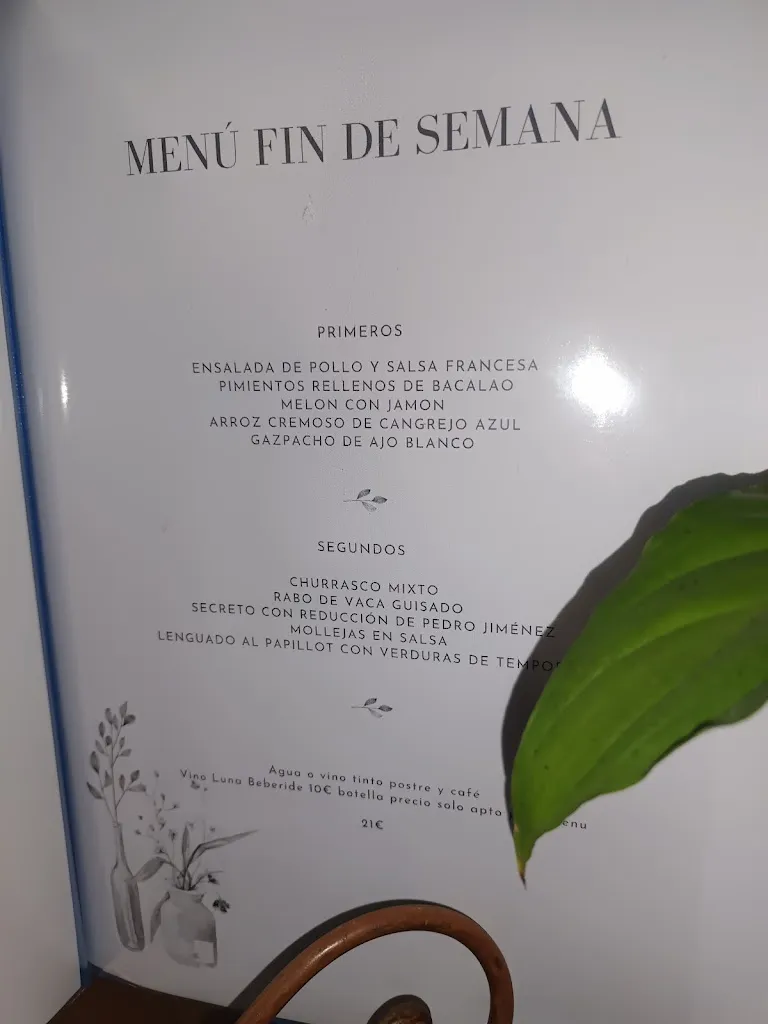 MENÚ FIN DE SEMANA
PRIMEROS
ENSALADA DE POLLO Y SALSA FRANCESA
PIMIENTOS RELLENOS DE BACALAO
MELON CON JAMON
ARROZ CREMOSO DE CANGREJO AZUL
GAZPACHO DE AJO BLANCO
SEGUNDOS
CHURRASCO MIXTO
RABO DE VACA GUISADO
SECRETO CON REDUCCIÓN DE PEDRO JIMÉNEZ
MOLLEJAS EN SALSA
LENGUADO AL PAPILLOT CON VERDURAS DE
Agua o vino tinto postre y café
Vino Luna Beberide 10€ botella precio solo apto
21€